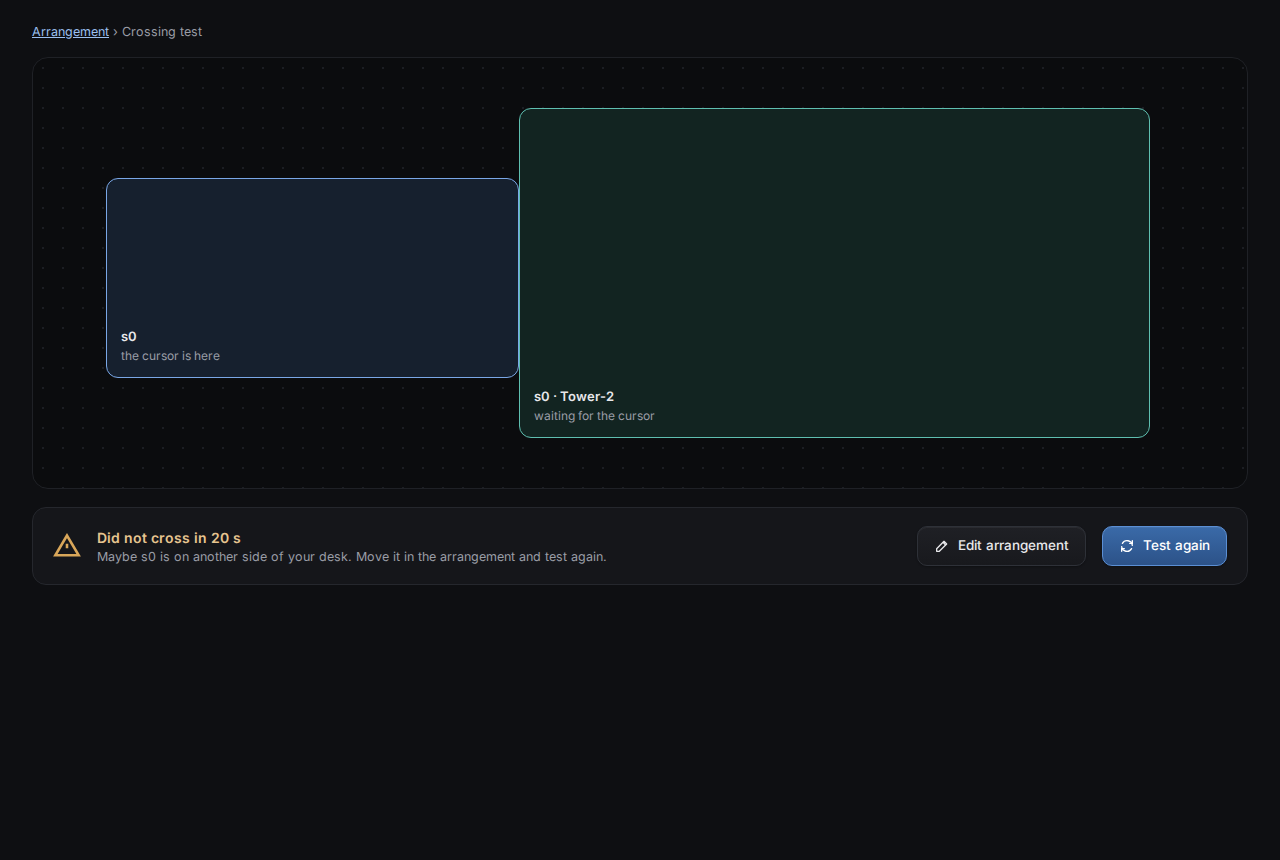 Arrangement › Crossing test
s0
the cursor is here
s0 · Tower-2
waiting for the cursor
Did not cross in 20 s
Maybe s0 is on another side of your desk. Move it in the arrangement and test again.
Edit arrangement
Test again